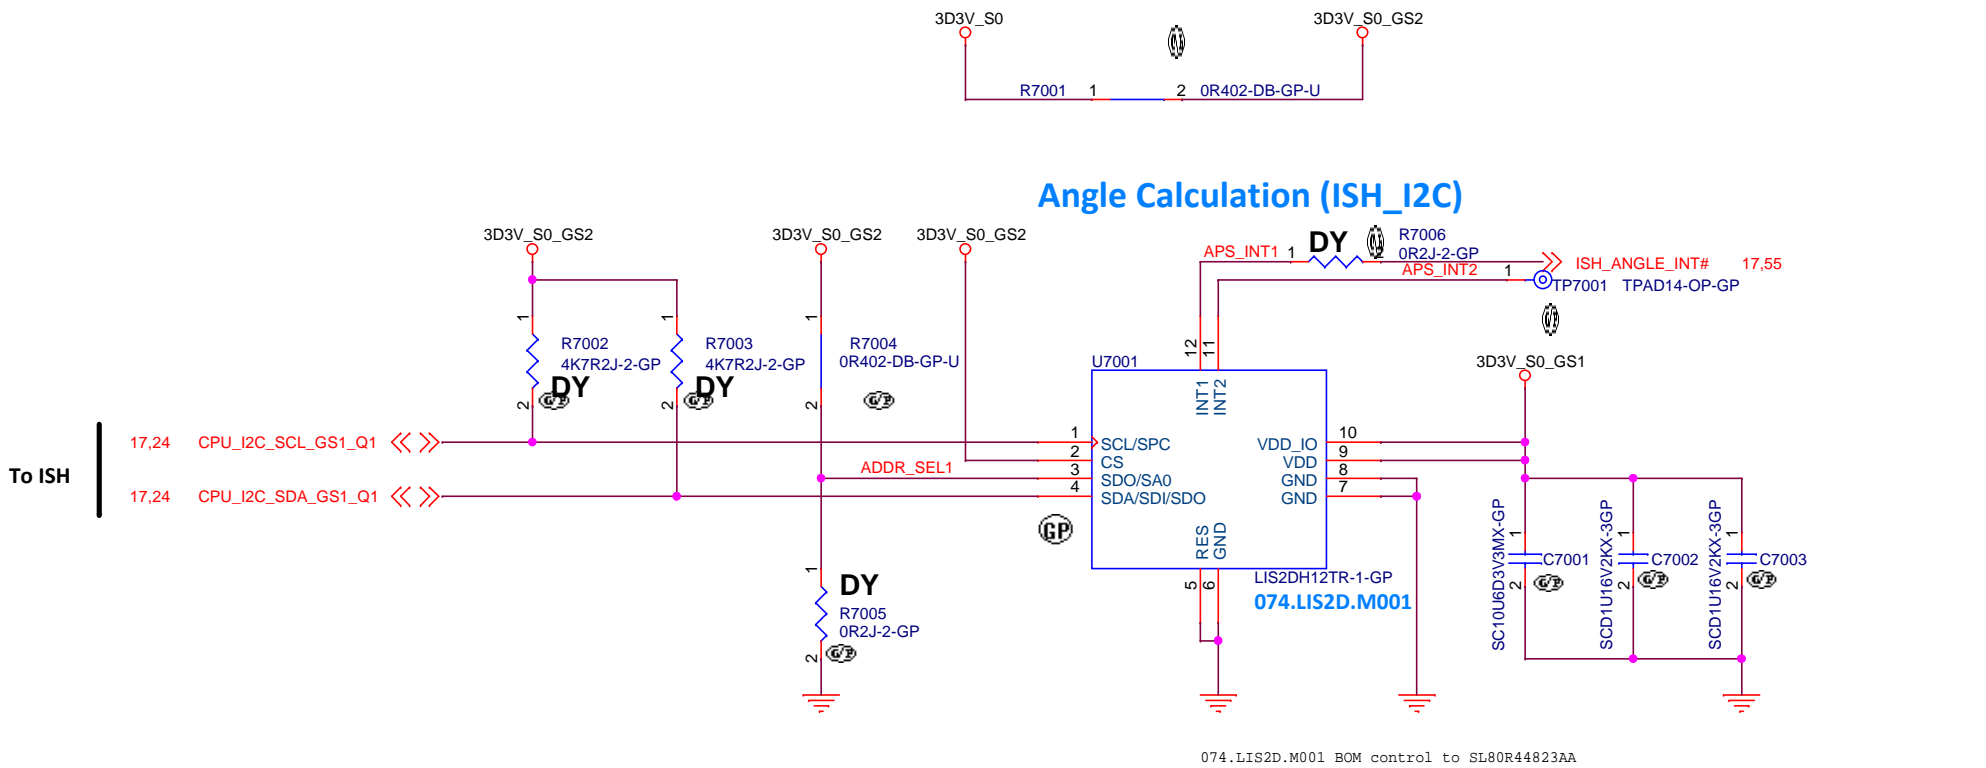 3D3V_S0
3D3V_S0_GS2
R7001 1 2 0R402-DB-GP-U
Angle Calculation (ISH_I2C)
3D3V_S0_GS2
3D3V_S0_GS2
3D3V_S0_GS2
APS_INT1 1 DY 2 R7006
0R2J-2-GP
ISH_ANGLE_INT# 17,55
APS_INT2 1
TP7001 TPAD14-OP-GP
1
R7002
4K7R2J-2-GP
DY
2
G/P
1
R7003
4K7R2J-2-GP
DY
2
G/P
1
R7004
0R402-DB-GP-U
2
G/P
U7001
12
11
INT1
INT2
3D3V_S0_GS1
To ISH
17,24 CPU_I2C_SCL_GS1_Q1
17,24 CPU_I2C_SDA_GS1_Q1
ADDR_SEL1
1 SCL/SPC
2 CS
3 SDO/SA0
4 SDA/SDI/SDO
VDD_IO 10
VDD 9
GND 8
GND 7
GP
RES
GND
5
6
LIS2DH12TR-1-GP
074.LIS2D.M001
1
DY
R7005
0R2J-2-GP
2
G/P
SC10U6D3V3MX-GP
1
C7001
2
G/P
SCD1U16V2KX-3GP
1
C7002
2
G/P
SCD1U16V2KX-3GP
1
C7003
2
G/P
074.LIS2D.M001 BOM control to SL80R44823AA